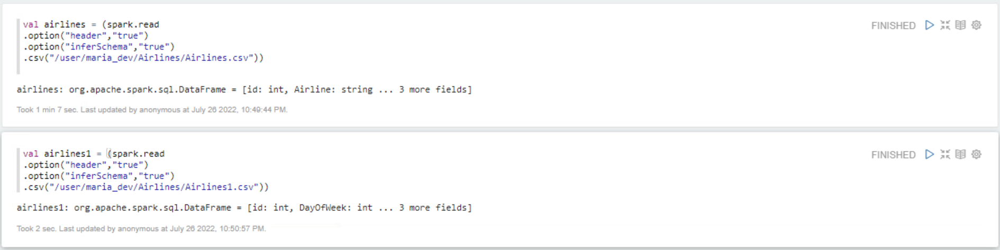 val airlines = (spark.read
FINISHED
.option("header","true")
.option("inferSchema","true")
.csv("/user/maria_dev/Airlines/Airlines.csv"))
airlines: org.apache.spark.sql.DataFrame = [id: int, Airline: string ... 3 more fields]
Took 1 min 7 sec. Last updated by anonymous at July 26 2022, 10:49:44 PM.
val airlines1 = (spark.read
FINISHED
.option("header","true")
.option("inferSchema","true")
.csv("/user/maria_dev/Airlines/Airlines1.csv"))
airlines1: org.apache.spark.sql.DataFrame = [id: int, DayOfWeek: int ... 3 more fields]
Took 2 sec. Last updated by anonymous at July 26 2022, 10:50:57 PM.